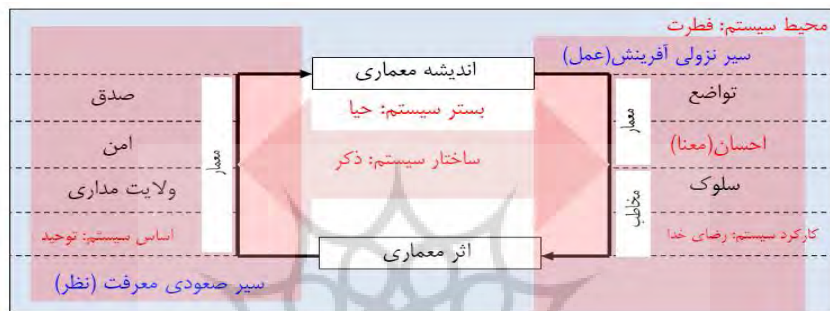 محیط سیستم: فطرت
سیر نزولی آفرینش(عمل)
اندیشه معماری
تواضع
معمار
احسان(معنا)
سلوک
مخاطب
کارکرد سیستم: رضای خدا
بستر سیستم: حیا
ساختار سیستم: ذکر
اثر معماری
صدق
امن
معمار
ولایت مداری
اساس سیستم: توحید
سیر صعودی معرفت (نظر)